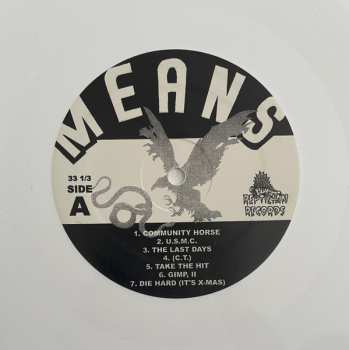 MEANS
33 1/3
SIDE
A
REPTILIAN
RECORDS
1. COMMUNITY HORSE
2. U.S.M.C.
3. THE LAST DAYS
4. (C.T.)
5. TAKE THE HIT
6. GIMP, II
7. DIE HARD (IT'S X-MAS)